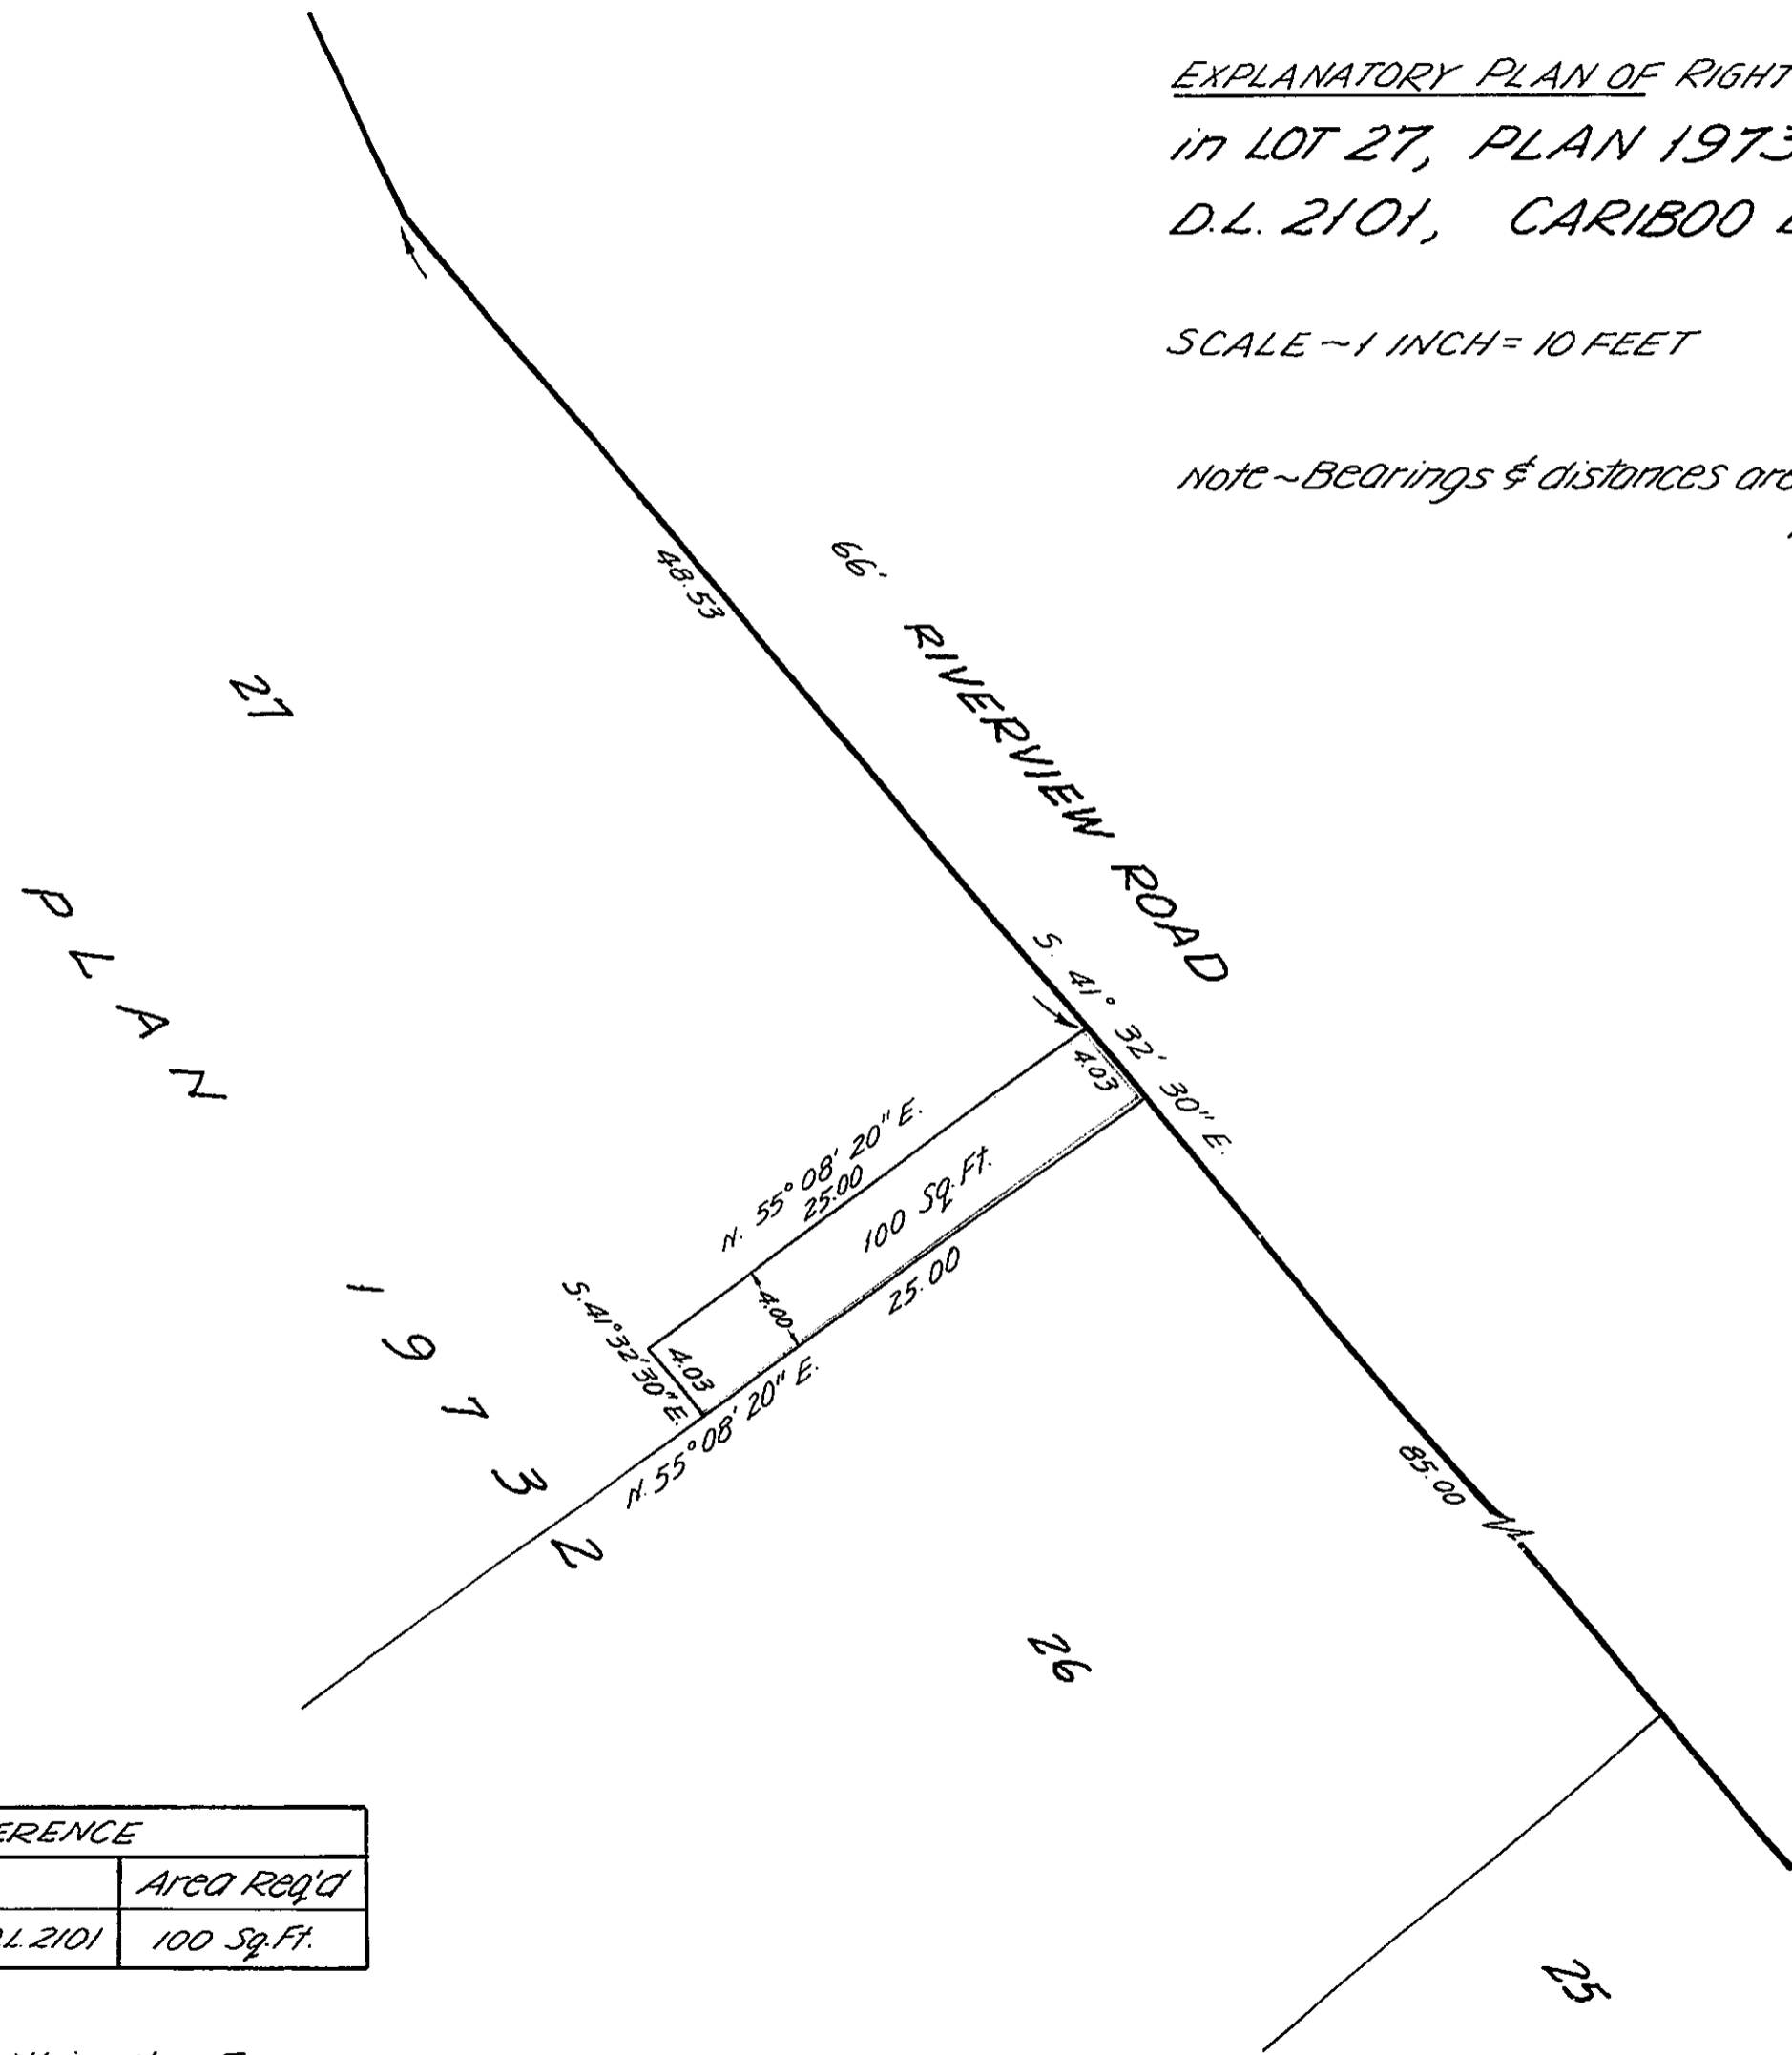 EXPLANATORY PLAN OF RIGHT
in LOT 27, PLAN 1973
D.L. 2101, CARIBOO
SCALE ~ 1 INCH = 10 FEET
Note ~ Bearings & distances are
48.53
66'
RIVERVIEW ROAD
27
PLAN 19732
S. 41° 32' 30" E.
4.03
N. 55° 08' 20" E.
25.00
100 Sq.Ft.
25.00
4.00
S. 41° 32' 30" E.
4.03
N. 55° 08' 20" E.
85.00
26
25
ERENCE
Area Req'd
L. 2101
100 Sq.Ft.